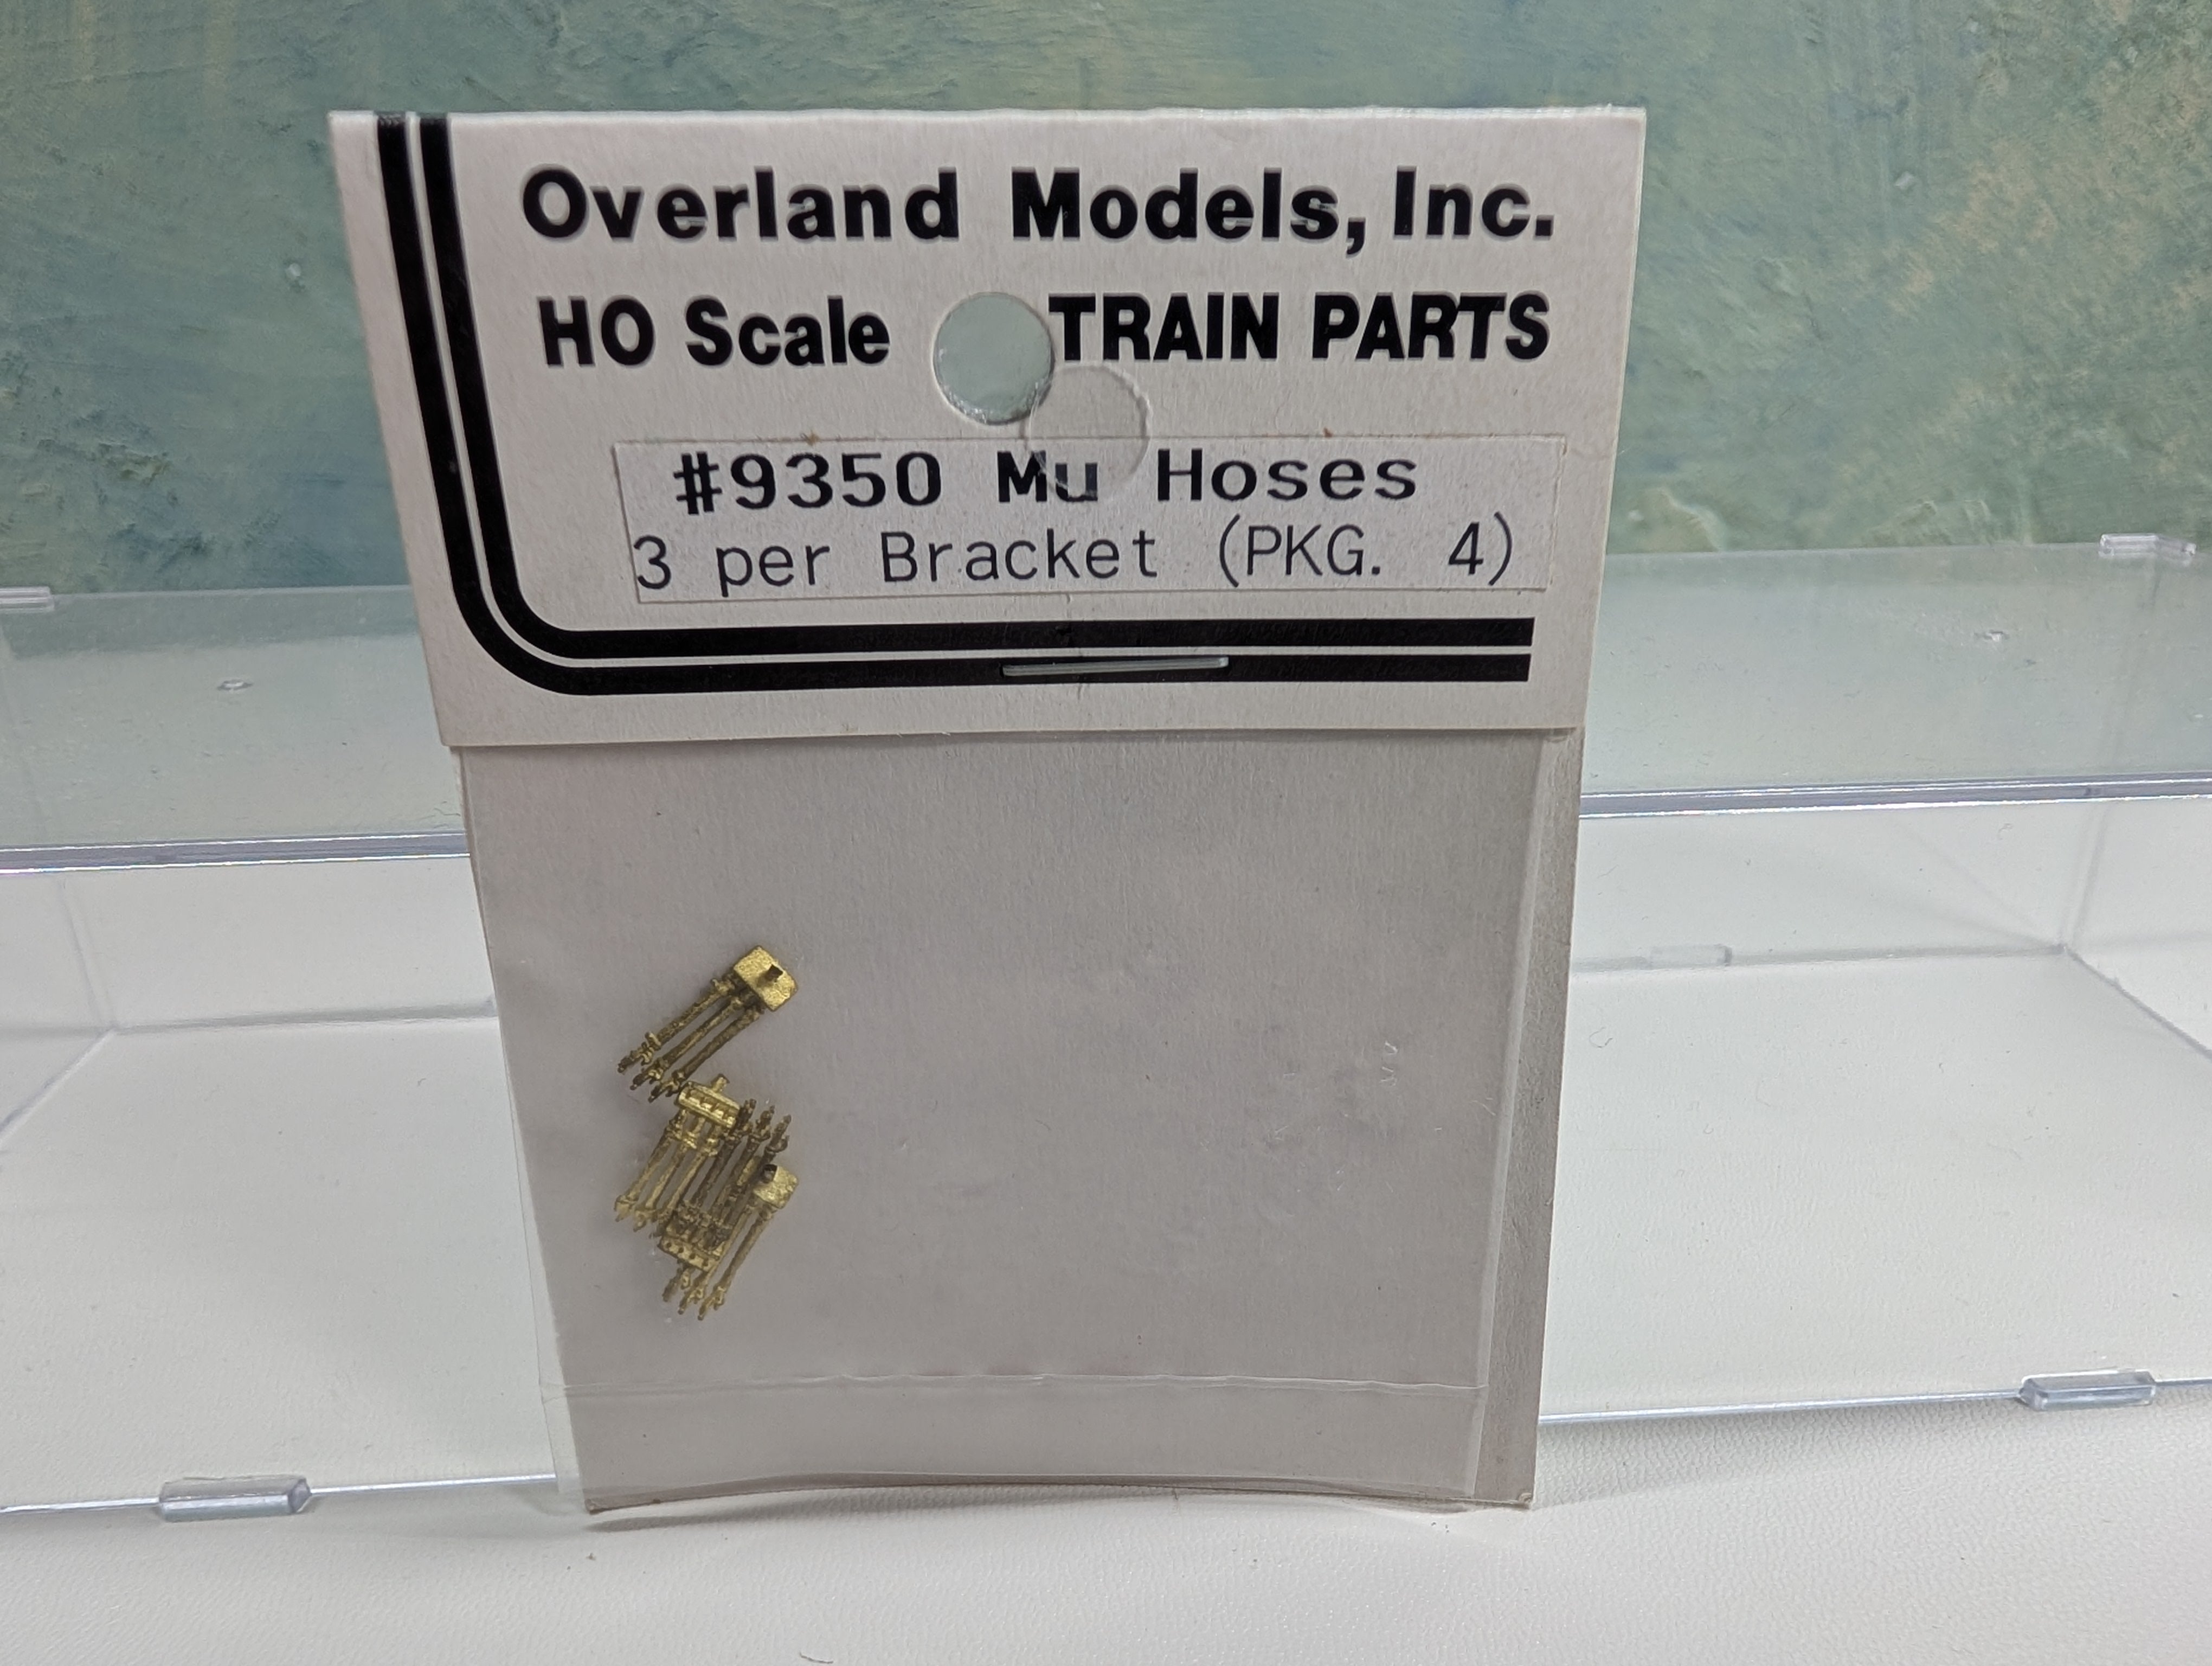 Overland Models, Inc.
HO Scale TRAIN PARTS
#9350 Mu Hoses
3 per Bracket (PKG. 4)